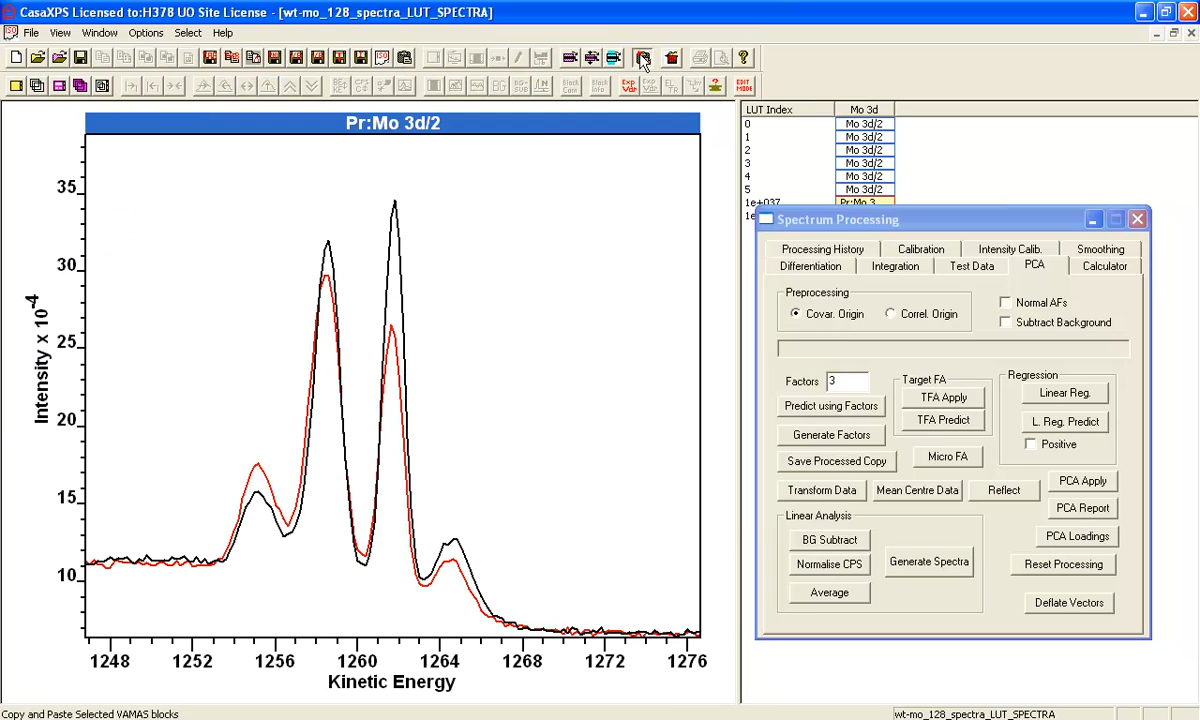 CasaXPS Licensed to:H378 UO Site License - [wt-mo_128_spectra_LUT_SPECTRA]
File View Window Options Select Help
Exp Var
EDIT MODE
Pr:Mo 3d/2
35
30
25
20
15
10
Intensity x 10-4
1248 1252 1256 1260 1264 1268 1272 1276
Kinetic Energy
LUT Index Mo 3d
0 Mo 3d/2
1 Mo 3d/2
2 Mo 3d/2
3 Mo 3d/2
4 Mo 3d/2
5 Mo 3d/2
1e+037 Pr:Mo 3
Spectrum Processing
Processing History Calibration Intensity Calib. Smoothing
Differentiation Integration Test Data PCA Calculator
Preprocessing
Covar. Origin Correl. Origin
Normal AFs
Subtract Background
Factors 3
Predict using Factors
Generate Factors
Save Processed Copy
Target FA
TFA Apply
TFA Predict
Micro FA
Regression
Linear Reg.
L. Reg. Predict
Positive
Transform Data Mean Centre Data Reflect
PCA Apply
PCA Report
PCA Loadings
Reset Processing
Deflate Vectors
Linear Analysis
BG Subtract
Normalise CPS
Average
Generate Spectra
Copy and Paste Selected VAMAS blocks
wt-mo_128_spectra_LUT_SPECTRA